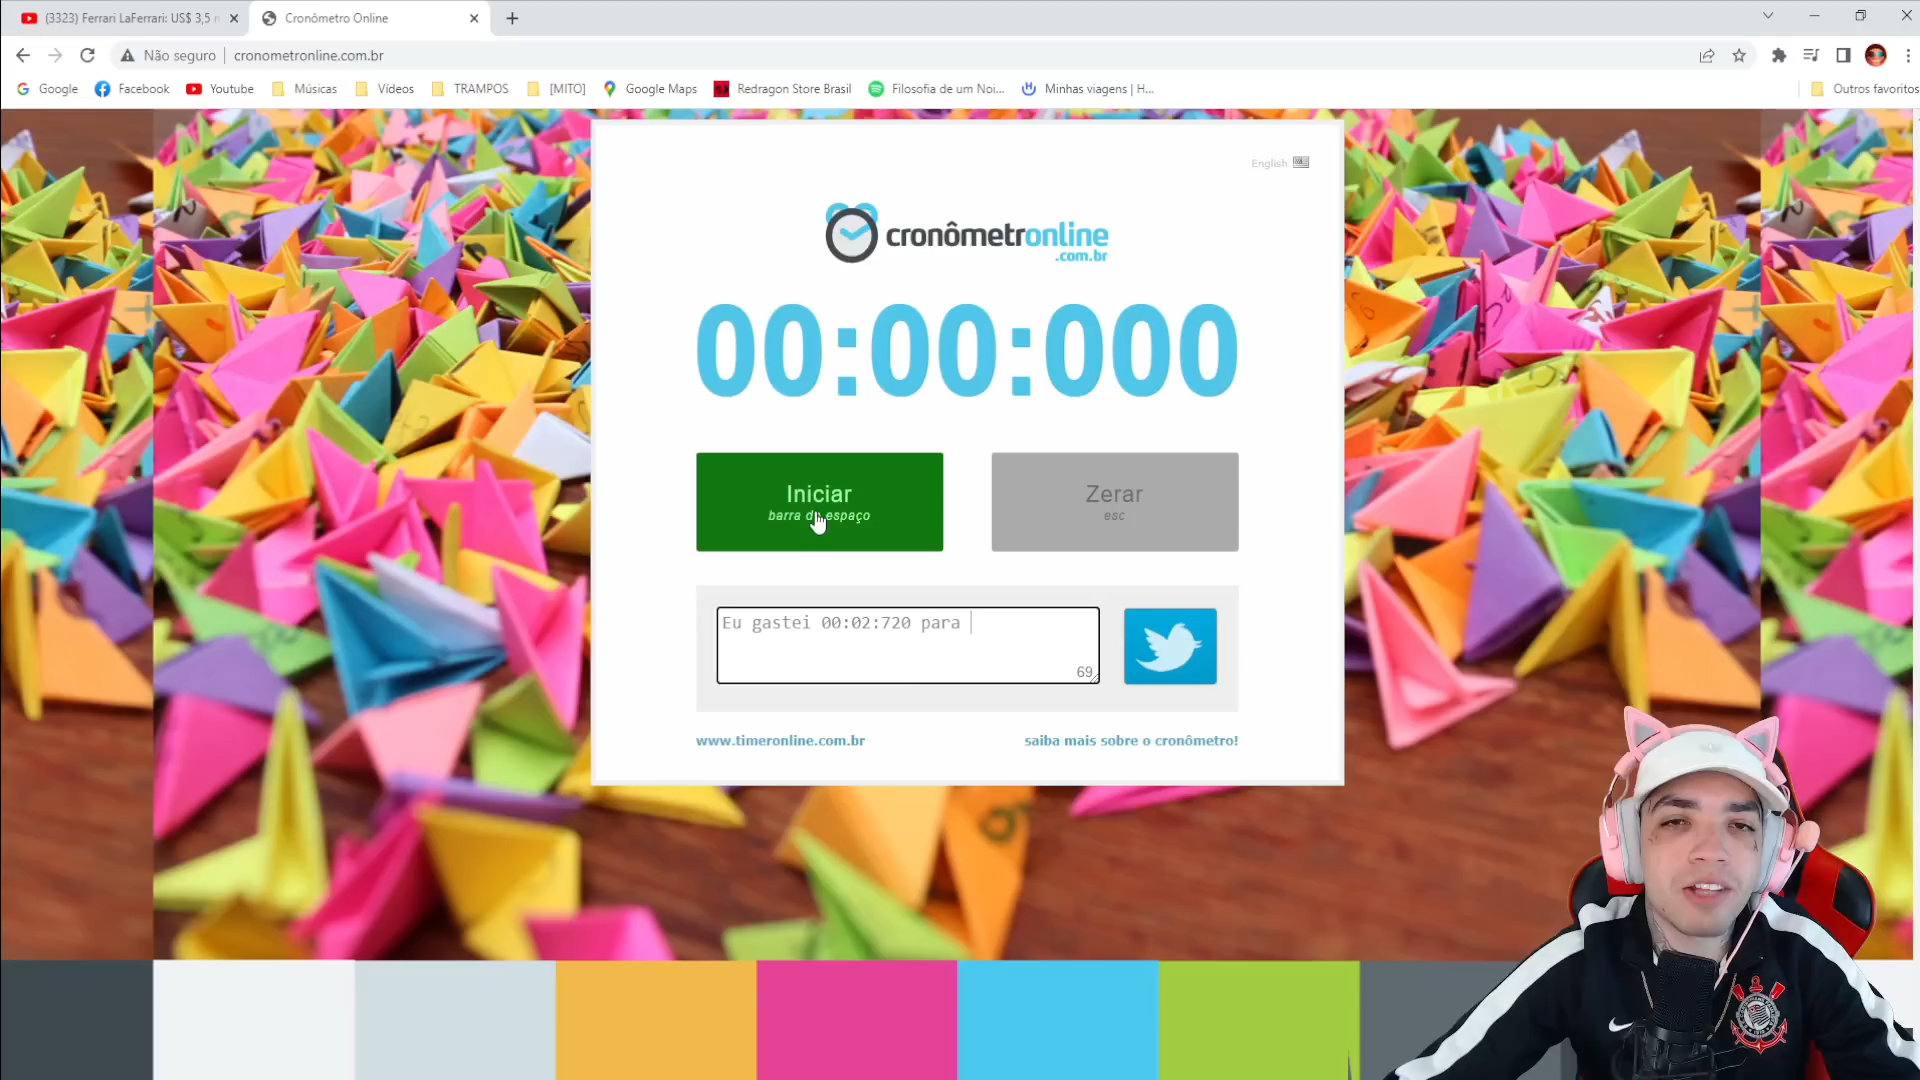 (3323) Ferrari LaFerrari: US$ 3,5
Cronômetro Online
Não seguro
cronometronline.com.br
Google
Facebook
Youtube
Músicas
Vídeos
TRAMPOS
[MITO]
Google Maps
Redragon Store Brasil
Filosofia de um Noi...
Minhas viagens | H...
Outros favoritos
English
cronômetronline
.com.br
00:00:000
Iniciar
barra de espaço
Zerar
esc
Eu gastei 00:02:720 para
69
www.timeronline.com.br
saiba mais sobre o cronômetro!